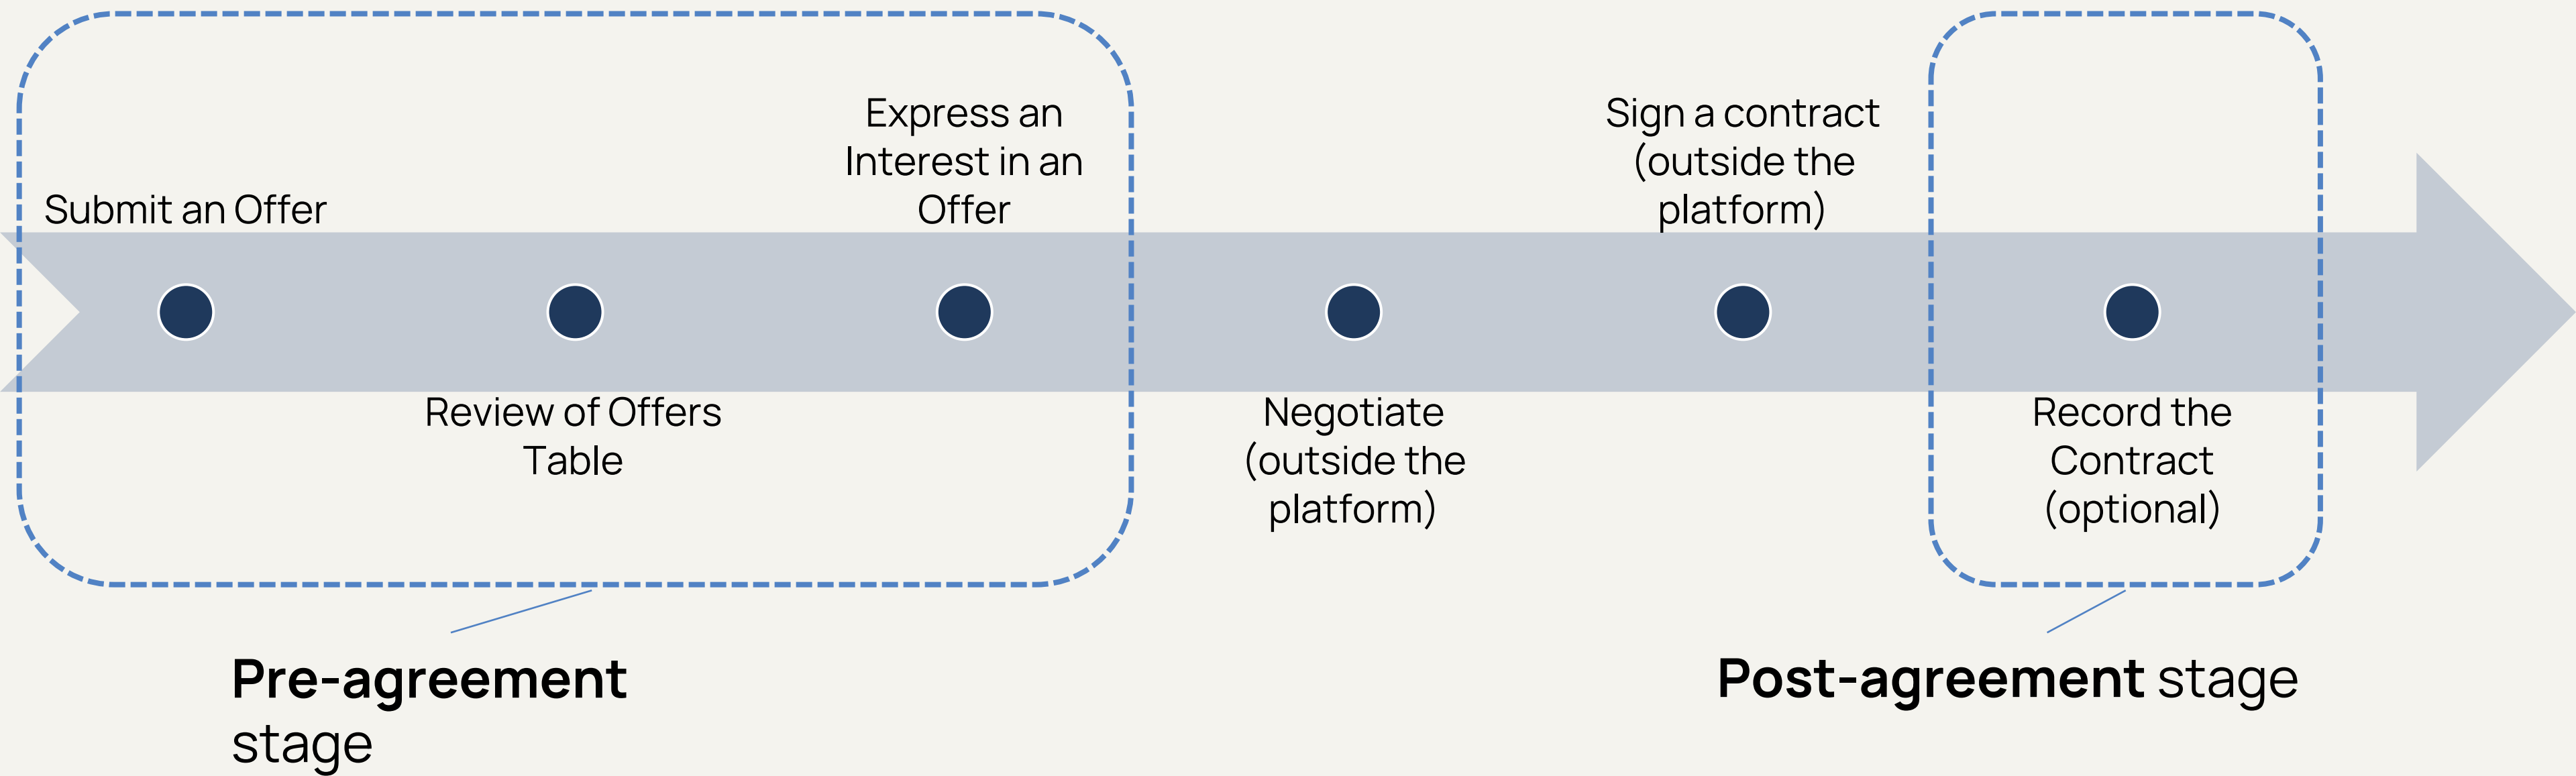 Submit an Offer
Review of Offers
Table
Express an
Interest in an
Offer
Negotiate
(outside the
platform)
Sign a contract
(outside the
platform)
Record the
Contract
(optional)
Pre-agreement
stage
Post-agreement stage